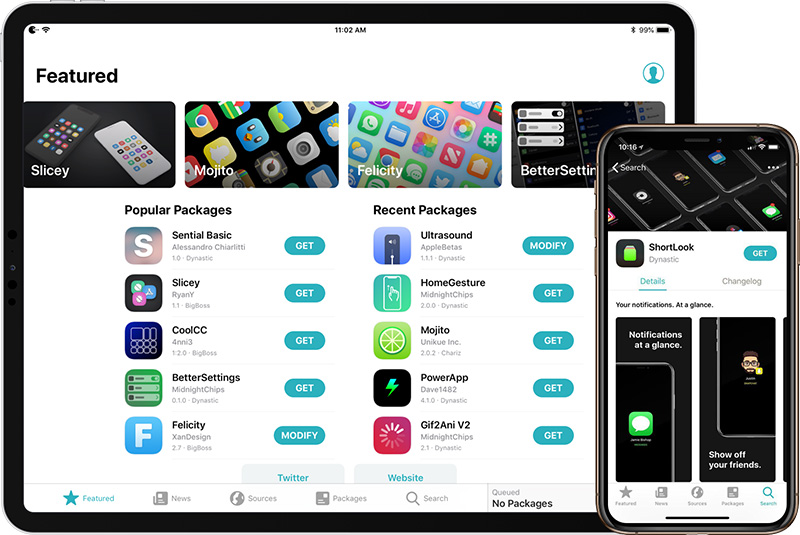 11:02 AM
99%
Featured
Slicey
Mojito
Felicity
BetterSettin
Popular Packages
Sential Basic
Alessandro Chiarlitti
1.0 · Dynastic
GET
Slicey
RyanY
1.1 · BigBoss
GET
CoolCC
4nni3
1:2.0 · BigBoss
GET
BetterSettings
MidnightChips
0.1.0 · Dynastic
GET
Felicity
XanDesign
2.7 · BigBoss
MODIFY
Recent Packages
Ultrasound
AppleBetas
1.1.1 · Dynastic
MODIFY
HomeGesture
MidnightChips
2.0.0 · Dynastic
GET
Mojito
Unikue Inc.
2.0.2 · Chariz
GET
PowerApp
Dave1482
4.1.0 · Dynastic
GET
Gif2Ani V2
MidnightChips
2.1 · Dynastic
GET
Twitter
Website
Featured
News
Sources
Packages
Search
Queued
No Packages
10:16
Search
ShortLook
Dynastic
GET
Details
Changelog
Your notifications. At a glance.
Notifications
at a glance.
Jamie Bishop
Show off
your friends.
Featured
News
Sources
Packages
Search